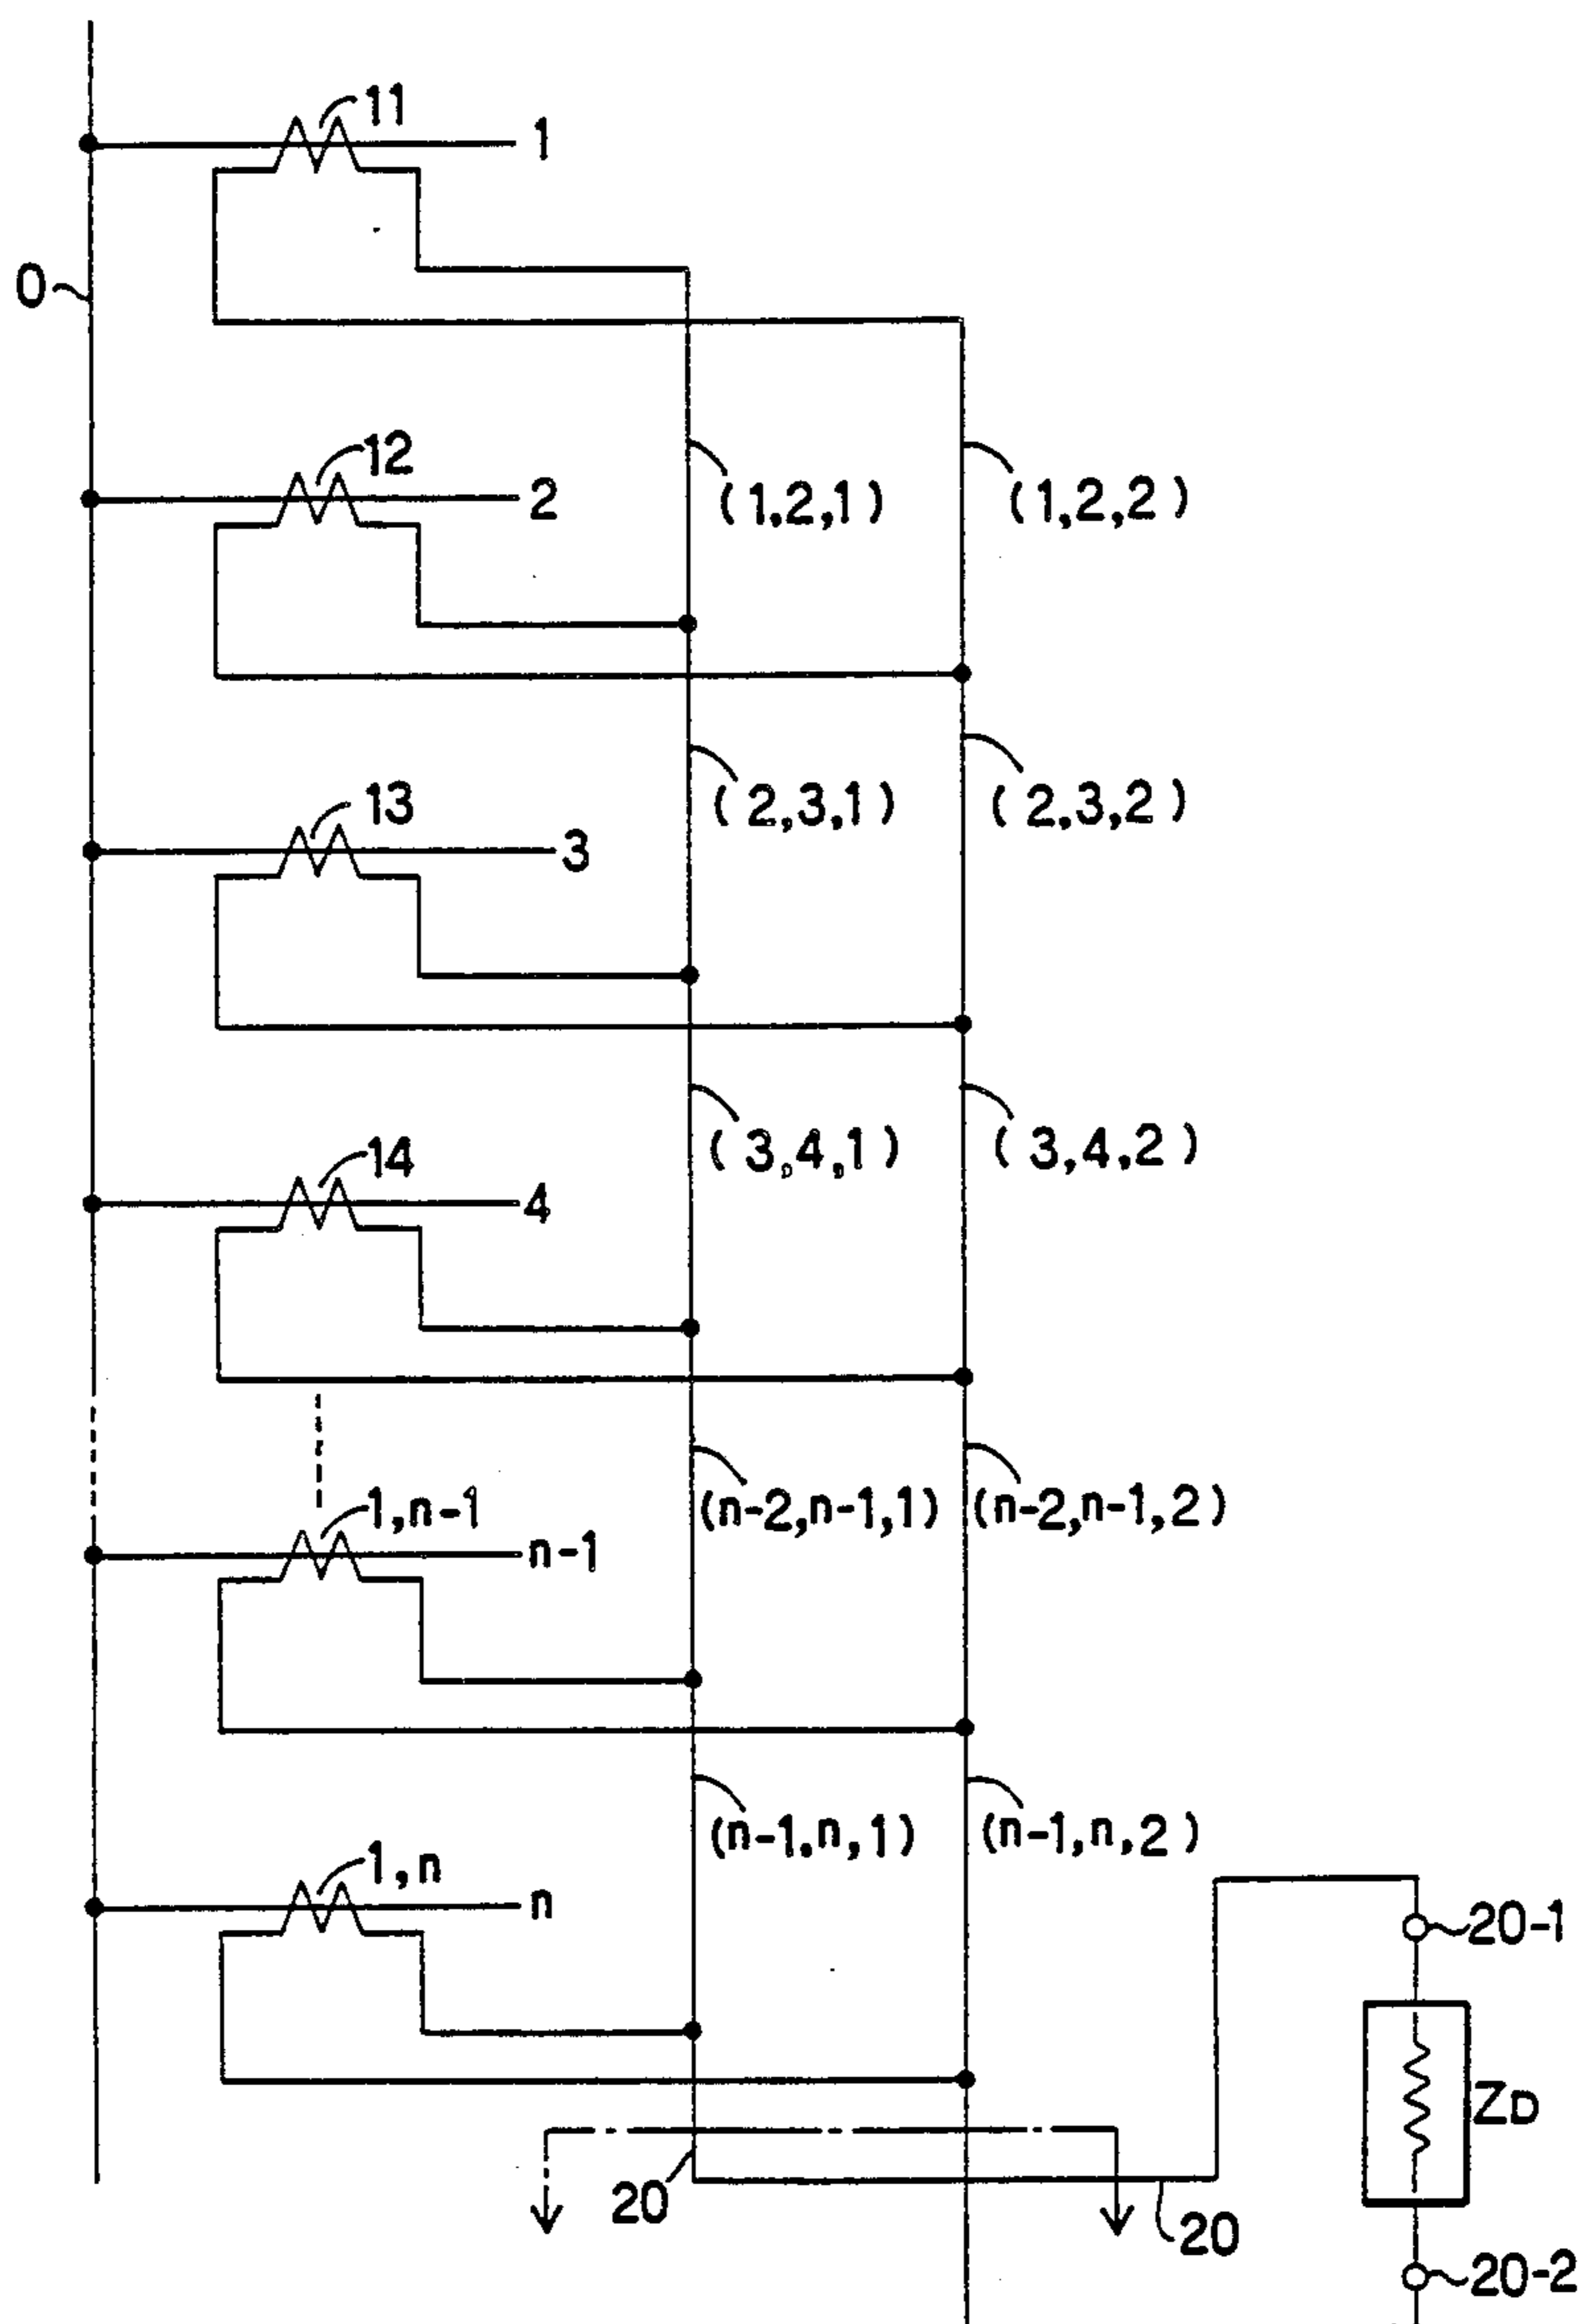 11
1
0
12
2
(1,2,1)
(1,2,2)
13
3
(2,3,1)
(2,3,2)
14
4
(3,4,1)
(3,4,2)
1,n-1
n-1
(n-2,n-1,1)
(n-2,n-1,2)
1,n
n
(n-1,n,1)
(n-1,n,2)
20-1
ZD
20
20
20-2